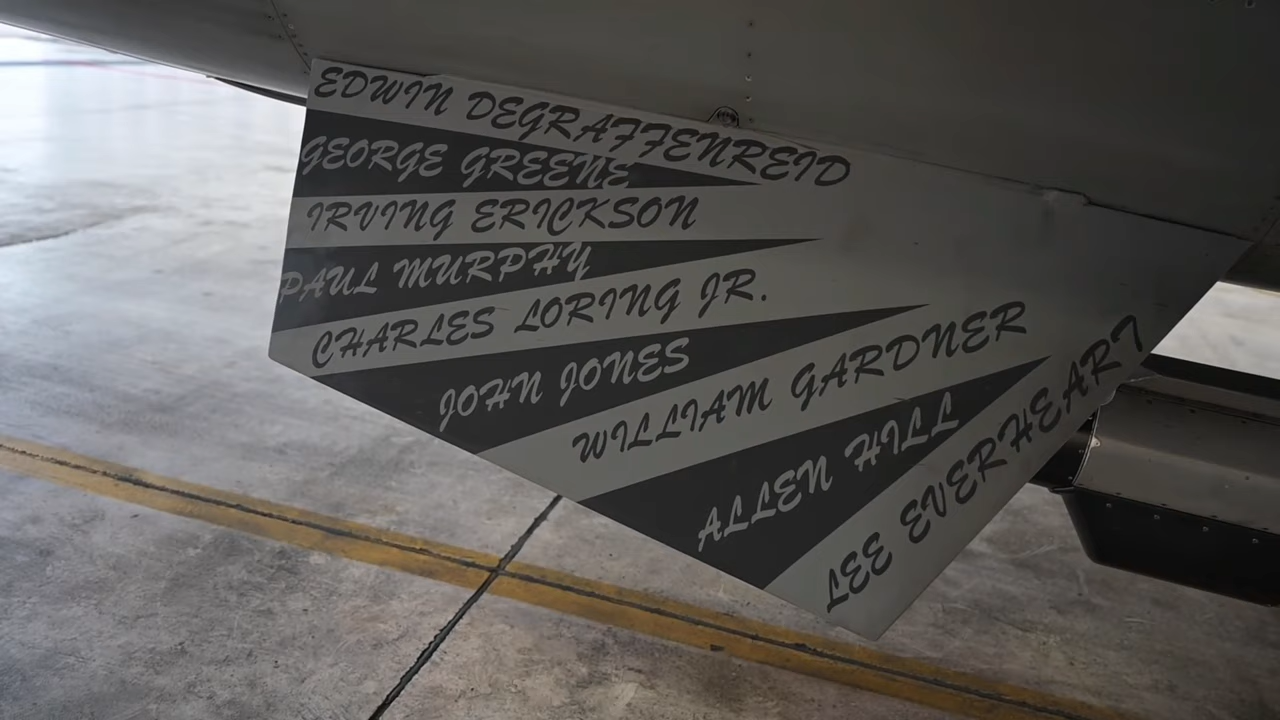 EDWIN DEGRAFFENREID
GEORGE GREENE
IRVING ERICKSON
PAUL MURPHY
CHARLES LORING JR.
JOHN JONES
WILLIAM GARDNER
ALLEN HILL
LEE EVERHEART